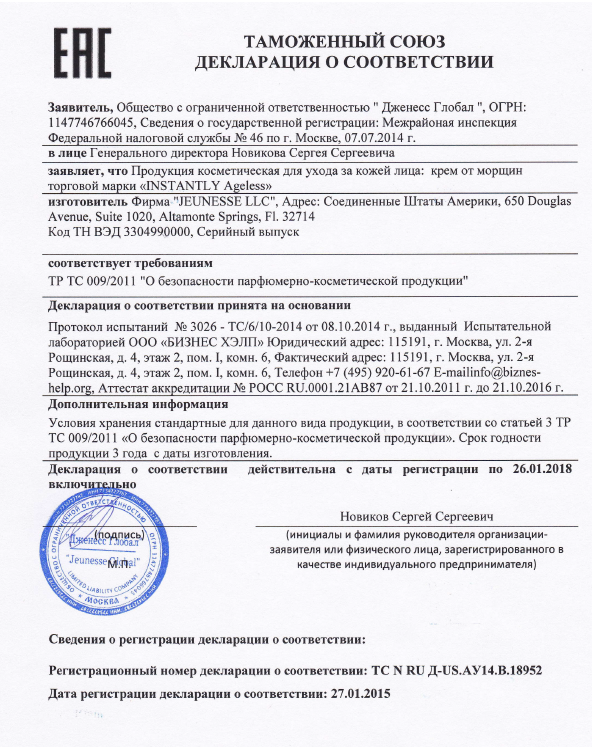 ЕАС
ТАМОЖЕННЫЙ СОЮЗ
ДЕКЛАРАЦИЯ О СООТВЕТСТВИИ
Заявитель, Общество с ограниченной ответственностью " Дженесс Глобал ", ОГРН:
1147746766045, Сведения о государственной регистрации: Межрайоная инспекция
Федеральной налоговой службы № 46 по г. Москве, 07.07.2014 г.
в лице Генерального директора Новикова Сергея Сергеевича
заявляет, что Продукция косметическая для ухода за кожей лица: крем от морщин
торговой марки «INSTANTLY Ageless»
изготовитель Фирма "JEUNESSE LLC", Адрес: Соединенные Штаты Америки, 650 Douglas
Avenue, Suite 1020, Altamonte Springs, Fl. 32714
Код ТН ВЭД 3304990000, Серийный выпуск
соответствует требованиям
ТР ТС 009/2011 "О безопасности парфюмерно-косметической продукции"
Декларация о соответствии принята на основании
Протокол испытаний № 3026 - ТС/6/10-2014 от 08.10.2014 г., выданный Испытательной
лабораторией ООО «БИЗНЕС ХЭЛП» Юридический адрес: 115191, г. Москва, ул. 2-я
Рощинская, д. 4, этаж 2, пом. I, комн. 6, Фактический адрес: 115191, г. Москва, ул. 2-я
Рощинская, д. 4, этаж 2, пом. I, комн. 6, Телефон +7 (495) 920-61-67 E-mailinfo@biznes-
help.org, Аттестат аккредитации № РОСС RU.0001.21АВ87 от 21.10.2011 г. до 21.10.2016 г.
Дополнительная информация
Условия хранения стандартные для данного вида продукции, в соответствии со статьей 3 ТР
ТС 009/2011 «О безопасности парфюмерно-косметической продукции». Срок годности
продукции 3 года с даты изготовления.
Декларация о соответствии действительна с даты регистрации по 26.01.2018
включительно
Новиков Сергей Сергеевич
(подпись)
(инициалы и фамилия руководителя организации-
заявителя или физического лица, зарегистрированного в
качестве индивидуального предпринимателя)
М.П.
ОБЩЕСТВО С ОГРАНИЧЕННОЙ ОТВЕТСТВЕННОСТЬЮ
"Дженесс Глобал"
"Jeunesse Global"
LIMITED LIABILITY COMPANY
МОСКВА
Сведения о регистрации декларации о соответствии:
Регистрационный номер декларации о соответствии: ТС N RU Д-US.АУ14.В.18952
Дата регистрации декларации о соответствии: 27.01.2015